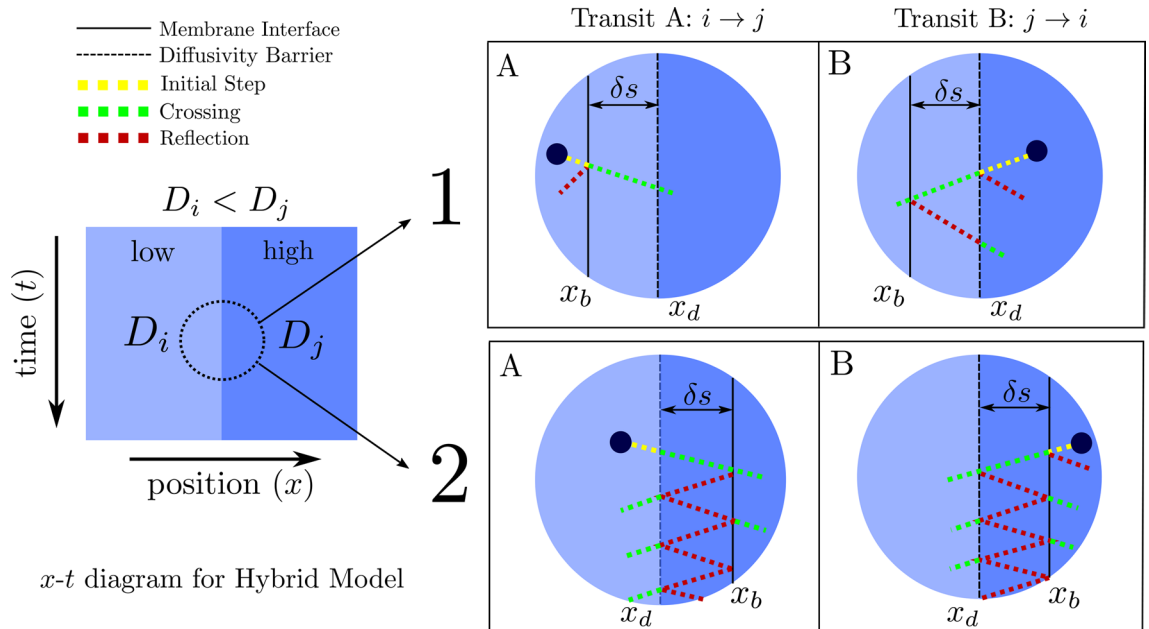 Membrane Interface
Diffusivity Barrier
Initial Step
Crossing
Reflection
D_i < D_j
low
high
D_i
D_j
time (t)
position (x)
1
2
x-t diagram for Hybrid Model
Transit A: i → j
Transit B: j → i
A
δs
x_b
x_d
B
δs
x_b
x_d
A
δs
x_d
x_b
B
δs
x_d
x_b